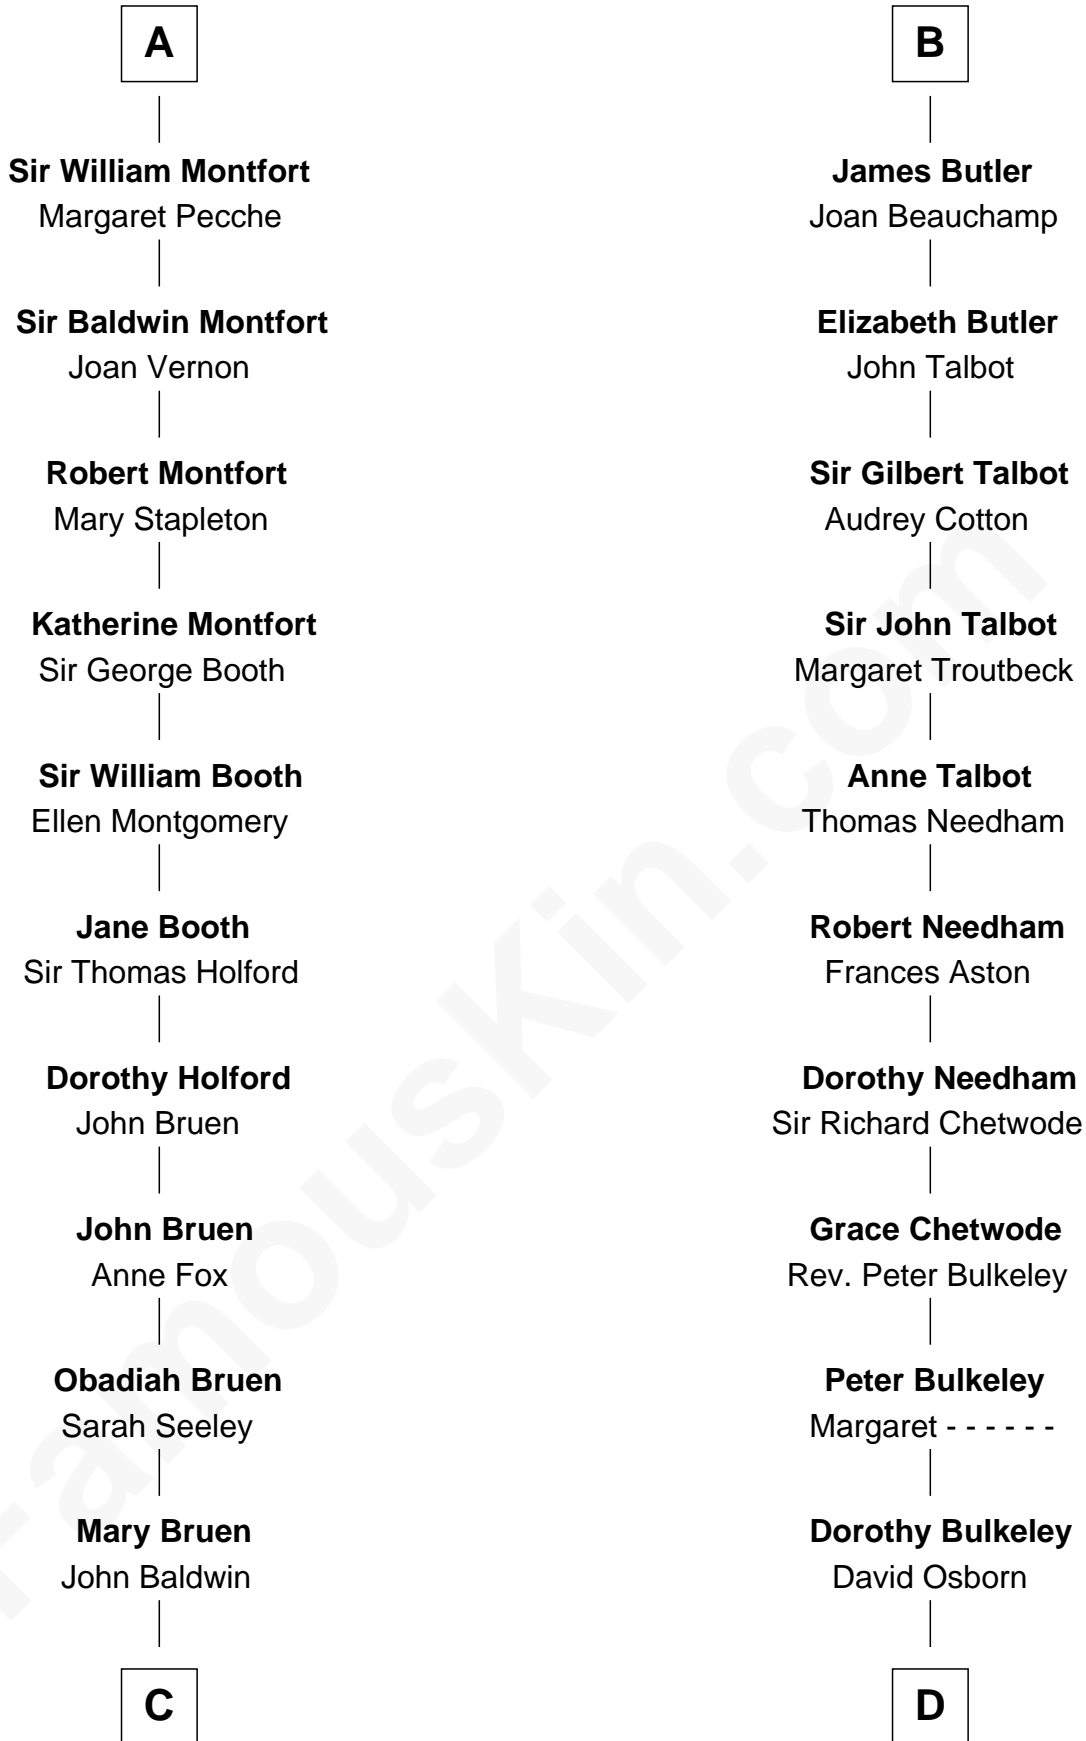 A
Sir William Montfort
Margaret Pecche
Sir Baldwin Montfort
Joan Vernon
Robert Montfort
Mary Stapleton
Katherine Montfort
Sir George Booth
Sir William Booth
Ellen Montgomery
Jane Booth
Sir Thomas Holford
Dorothy Holford
John Bruen
John Bruen
Anne Fox
Obadiah Bruen
Sarah Seeley
Mary Bruen
John Baldwin
C
B
James Butler
Joan Beauchamp
Elizabeth Butler
John Talbot
Sir Gilbert Talbot
Audrey Cotton
Sir John Talbot
Margaret Troutbeck
Anne Talbot
Thomas Needham
Robert Needham
Frances Aston
Dorothy Needham
Sir Richard Chetwode
Grace Chetwode
Rev. Peter Bulkeley
Peter Bulkeley
Margaret - - - - - -
Dorothy Bulkeley
David Osborn
D
FamousKin.com